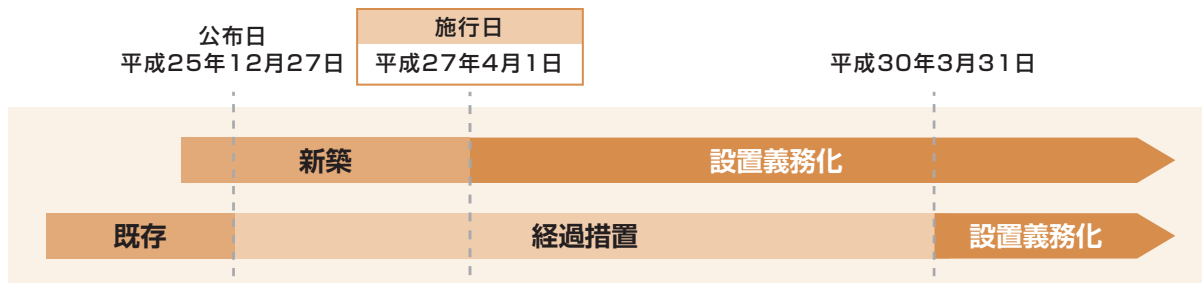 公布日
平成25年12月27日
施行日
平成27年4月1日
平成30年3月31日
新築
設置義務化
既存
経過措置
設置義務化